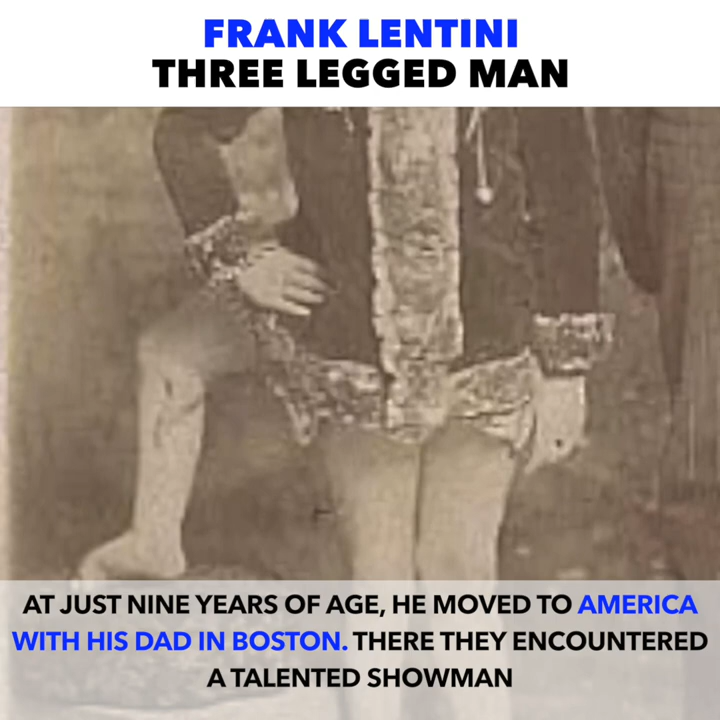 FRANK LENTINI
THREE LEGGED MAN
AT JUST NINE YEARS OF AGE, HE MOVED TO AMERICA
WITH HIS DAD IN BOSTON. THERE THEY ENCOUNTERED
A TALENTED SHOWMAN